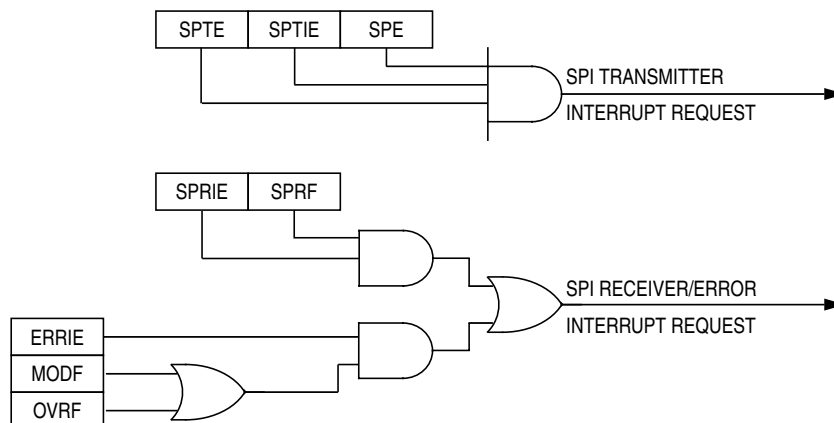 SPTE SPTIE SPE
SPI TRANSMITTER
INTERRUPT REQUEST
SPRIE SPRF
SPI RECEIVER/ERROR
INTERRUPT REQUEST
ERRIE
MODF
OVRF